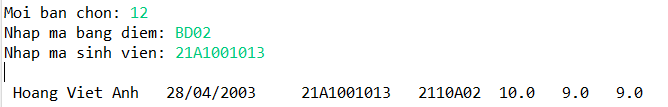 Moi ban chon: 12
Nhap ma bang diem: BD02
Nhap ma sinh vien: 21A1001013
Hoang Viet Anh 28/04/2003 21A1001013 2110A02 10.0 9.0 9.0